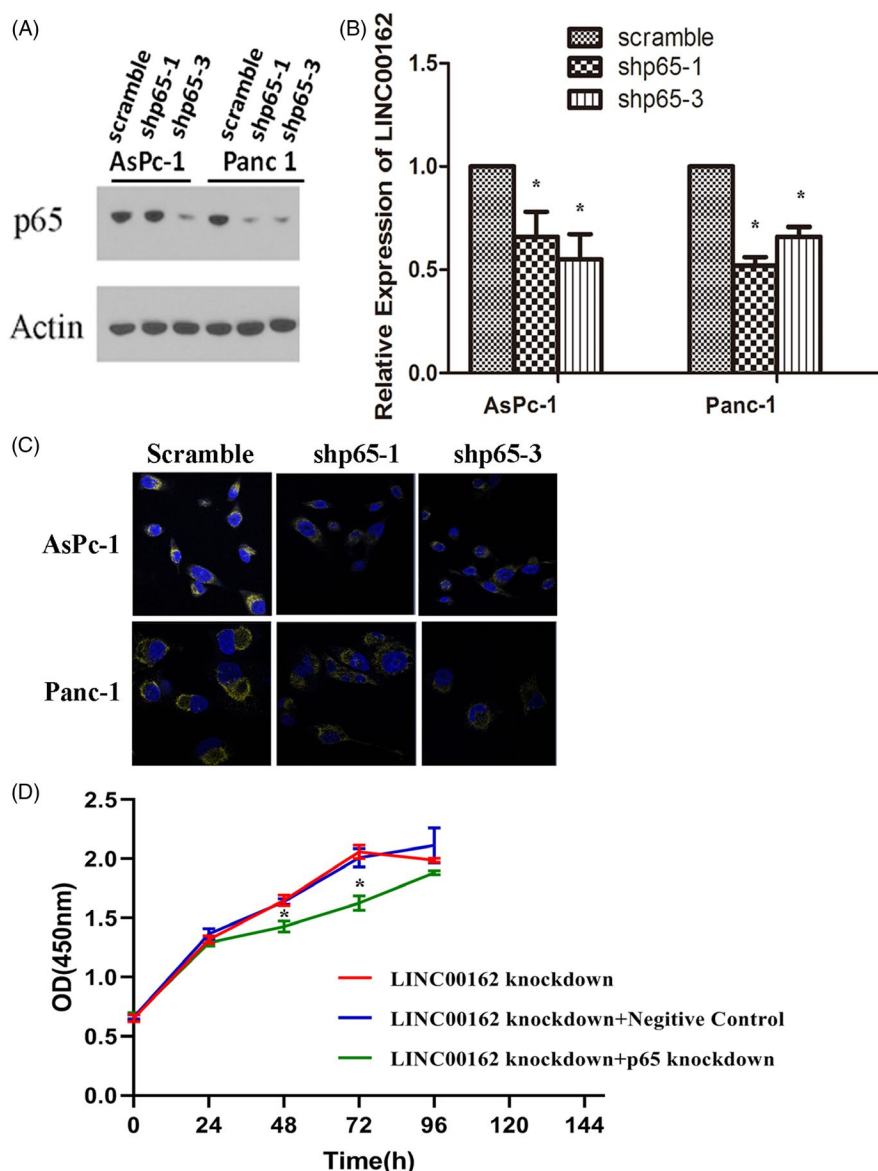 (A)
scramble
shp65-1
shp65-3
scramble
shp65-1
shp65-3
AsPc-1 Panc 1
p65
Actin
(B)
Relative Expression of LINC00162
1.5
1.0
0.5
0.0
scramble
shp65-1
shp65-3
* *
* *
AsPc-1 Panc-1
(C)
Scramble shp65-1 shp65-3
AsPc-1
Panc-1
(D)
OD(450nm)
2.5
2.0
1.5
1.0
0.5
0.0
* *
LINC00162 knockdown
LINC00162 knockdown+Negitive Control
LINC00162 knockdown+p65 knockdown
0 24 48 72 96 120 144
Time(h)